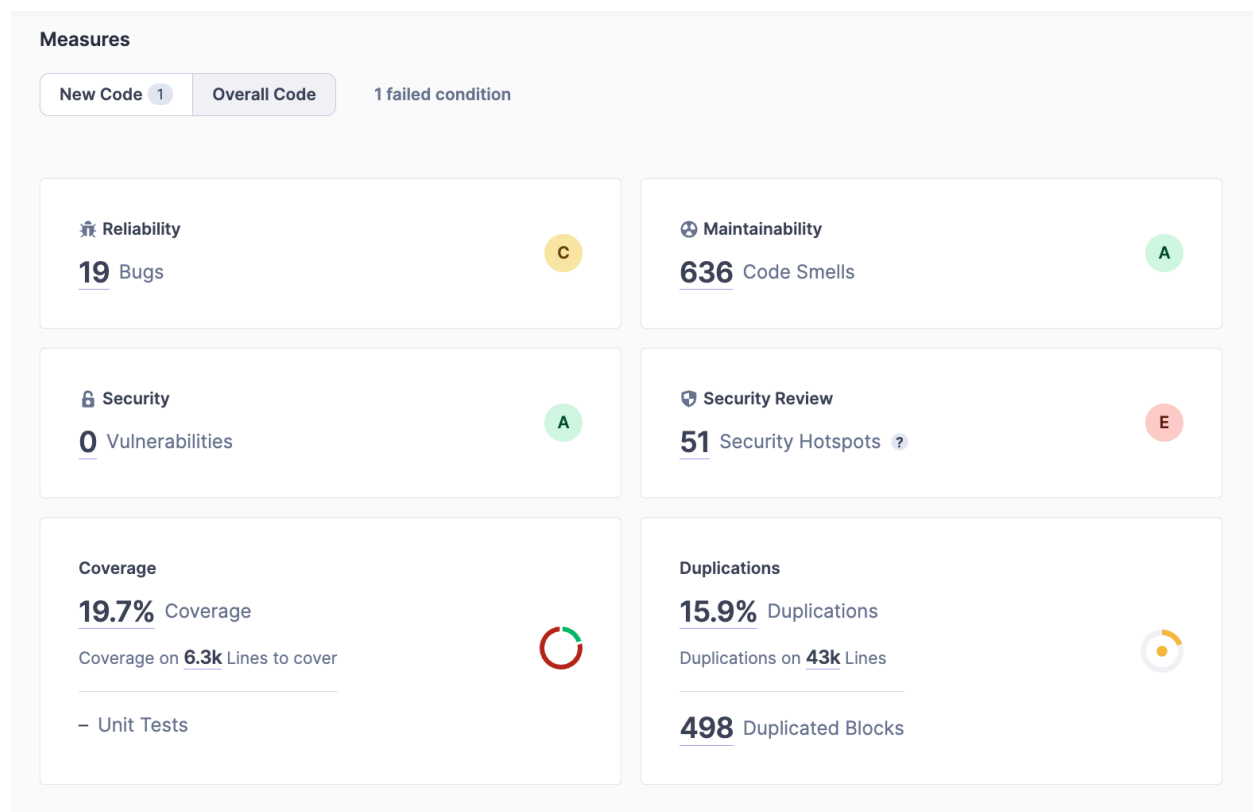 Measures
New Code 1 Overall Code 1 failed condition
Reliability
19 Bugs
C
Maintainability
636 Code Smells
A
Security
0 Vulnerabilities
A
Security Review
51 Security Hotspots ?
E
Coverage
19.7% Coverage
Coverage on 6.3k Lines to cover
– Unit Tests
Duplications
15.9% Duplications
Duplications on 43k Lines
498 Duplicated Blocks